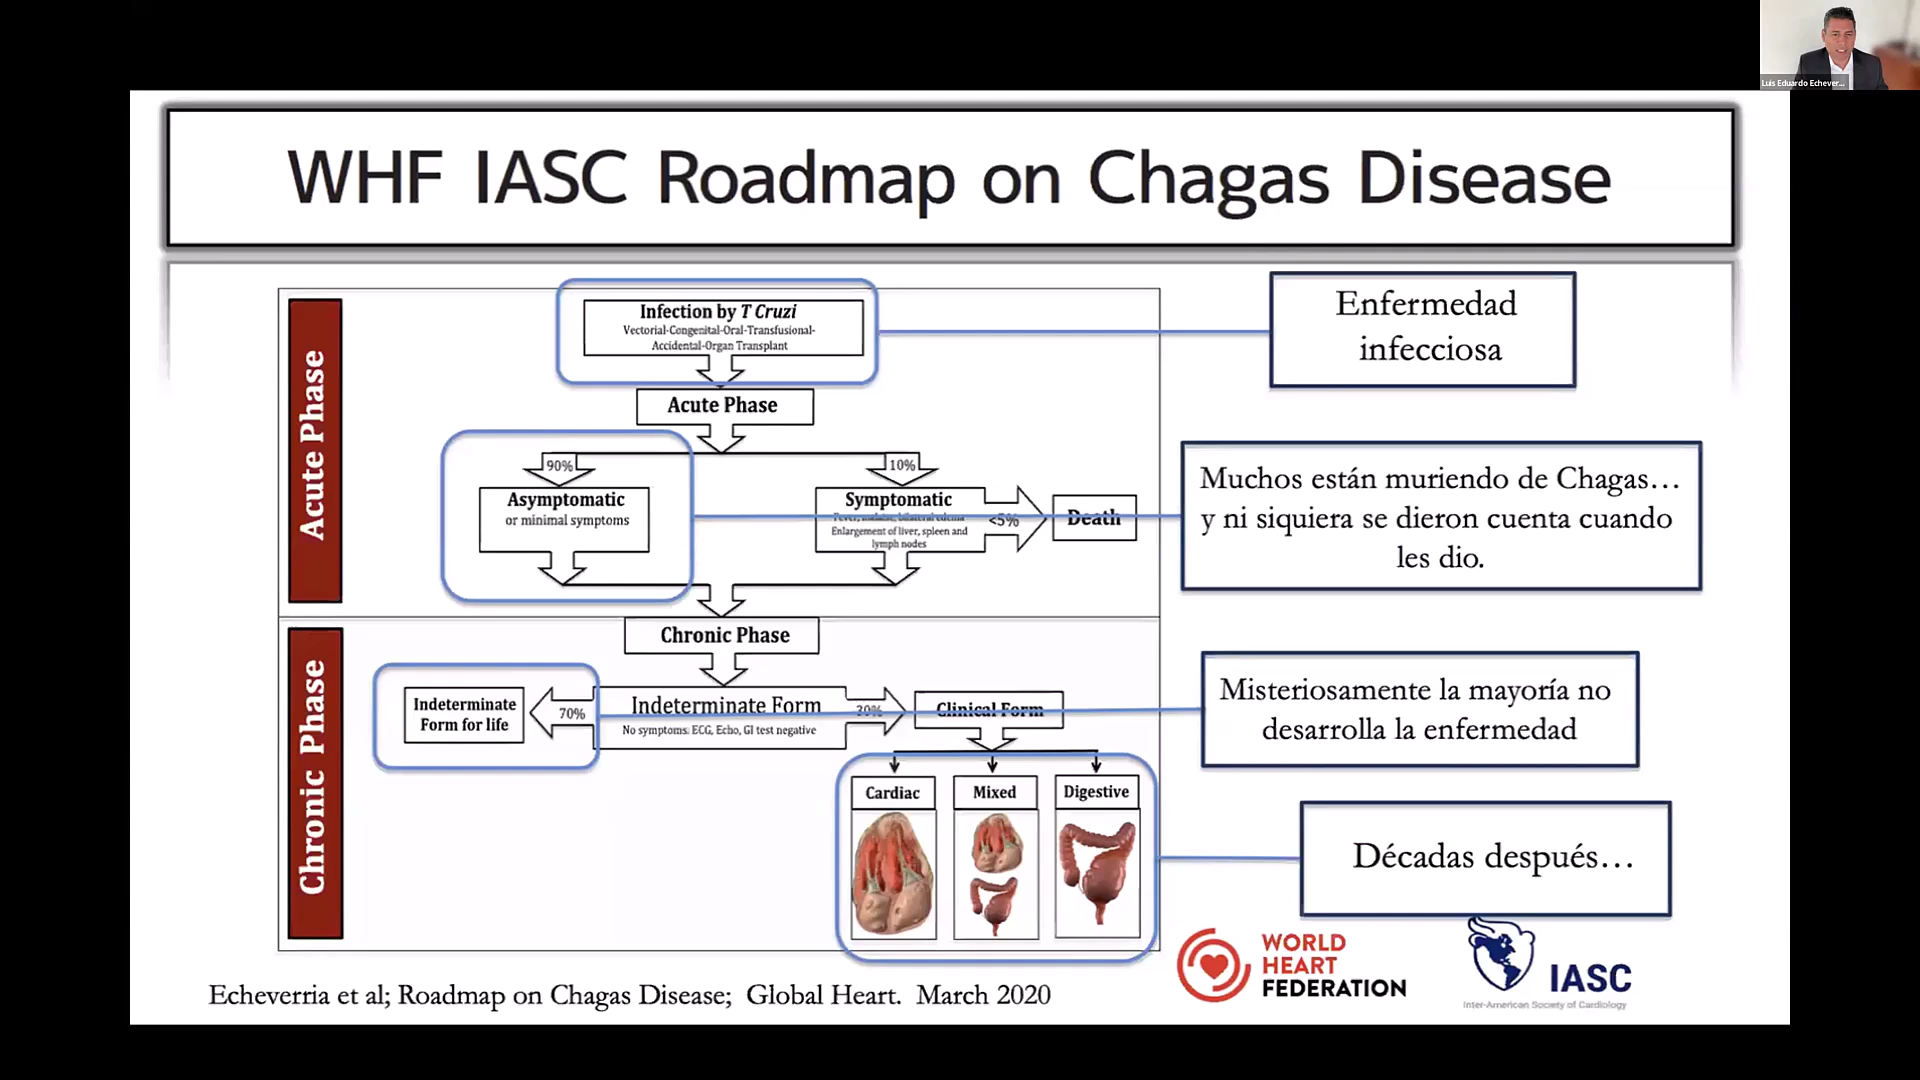 Luis Eduardo Echever...
WHF IASC Roadmap on Chagas Disease
Acute Phase
Infection by T Cruzi
Vectorial-Congenital-Oral-Transfusional-
Accidental-Organ Transplant
Acute Phase
90%
10%
Asymptomatic
or minimal symptoms
Symptomatic
Fever, malaise, bilateral edema
Enlargement of liver, spleen and
lymph nodes
<5%
Death
Chronic Phase
Chronic Phase
Indeterminate
Form for life
70%
Indeterminate Form
No symptoms. ECG, Echo, GI test negative
30%
Clinical Form
Cardiac
Mixed
Digestive
Enfermedad
infecciosa
Muchos están muriendo de Chagas…
y ni siquiera se dieron cuenta cuando
les dio.
Misteriosamente la mayoría no
desarrolla la enfermedad
Décadas después…
Echeverria et al; Roadmap on Chagas Disease; Global Heart. March 2020
WORLD
HEART
FEDERATION
IASC
Inter-American Society of Cardiology